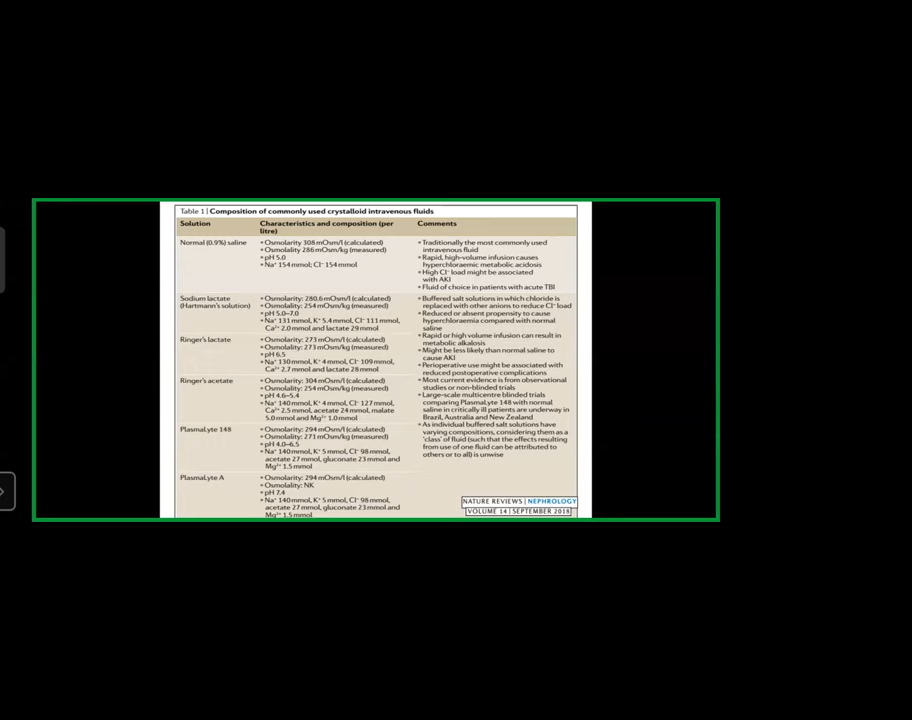 Table 1 | Composition of commonly used crystalloid intravenous fluids
Solution
Characteristics and composition (per
litre)
Comments
Normal (0.9%) saline
• Osmolarity 308 mOsm/l (calculated)
• Osmolality 286 mOsm/kg (measured)
• pH 5.0
• Na⁺ 154 mmol; Cl⁻ 154 mmol
• Traditionally the most commonly used
intravenous fluid
• Rapid, high-volume infusion causes
hyperchloraemic metabolic acidosis
• High Cl⁻ load might be associated
with AKI
• Fluid of choice in patients with acute TBI
Sodium lactate
(Hartmann's solution)
• Osmolarity: 280.6 mOsm/l (calculated)
• Osmolality: 254 mOsm/kg (measured)
• pH 5.0–7.0
• Na⁺ 131 mmol, K⁺ 5.4 mmol, Cl⁻ 111 mmol,
Ca²⁺ 2.0 mmol and lactate 29 mmol
Ringer's lactate
• Osmolarity: 273 mOsm/l (calculated)
• Osmolality: 273 mOsm/kg (measured)
• pH 6.5
• Na⁺ 130 mmol, K⁺ 4 mmol, Cl⁻ 109 mmol,
Ca²⁺ 2.7 mmol and lactate 28 mmol
Ringer's acetate
• Osmolarity: 304 mOsm/l (calculated)
• Osmolality: 254 mOsm/kg (measured)
• pH 4.6–5.4
• Na⁺ 140 mmol, K⁺ 4 mmol, Cl⁻ 127 mmol,
Ca²⁺ 2.5 mmol, acetate 24 mmol, malate
5.0 mmol and Mg²⁺ 1.0 mmol
PlasmaLyte 148
• Osmolarity: 294 mOsm/l (calculated)
• Osmolality: 271 mOsm/kg (measured)
• pH 4.0–6.5
• Na⁺ 140 mmol, K⁺ 5 mmol, Cl⁻ 98 mmol,
acetate 27 mmol, gluconate 23 mmol and
Mg²⁺ 1.5 mmol
PlasmaLyte A
• Osmolarity: 294 mOsm/l (calculated)
• Osmolality: NK
• pH 7.4
• Na⁺ 140 mmol, K⁺ 5 mmol, Cl⁻ 98 mmol,
acetate 27 mmol, gluconate 23 mmol and
Mg²⁺ 1.5 mmol
• Buffered salt solutions in which chloride is
replaced with other anions to reduce Cl⁻ load
• Reduced or absent propensity to cause
hyperchloraemia compared with normal
saline
• Rapid or high volume infusion can result in
metabolic alkalosis
• Might be less likely than normal saline to
cause AKI
• Perioperative use might be associated with
reduced postoperative complications
• Most current evidence is from observational
studies or non-blinded trials
• Large-scale multicentre blinded trials
comparing PlasmaLyte 148 with normal
saline in critically ill patients are underway in
Brazil, Australia and New Zealand
• As individual buffered salt solutions have
varying compositions, considering them as a
'class' of fluid (such that the effects resulting
from use of one fluid can be attributed to
others or to all) is unwise
NATURE REVIEWS | NEPHROLOGY
VOLUME 14 | SEPTEMBER 2018